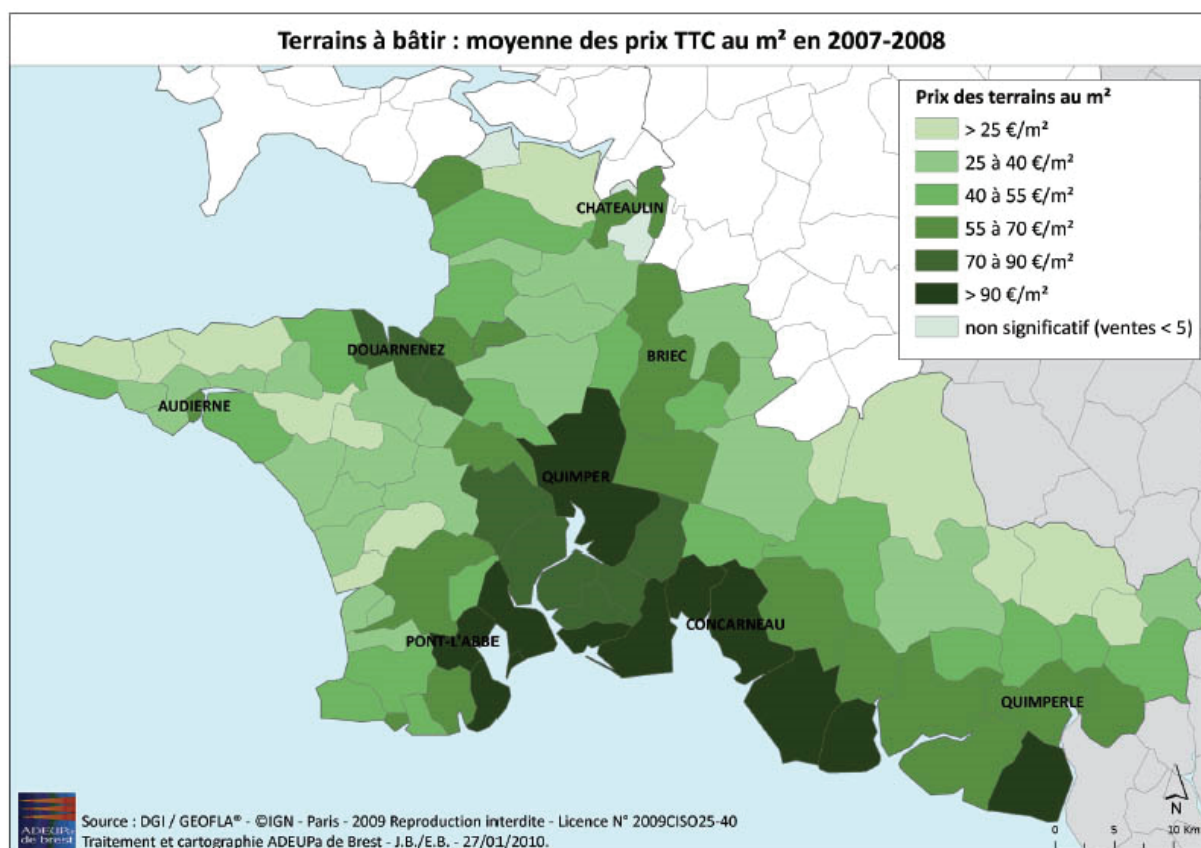 Terrains à bâtir : moyenne des prix TTC au m² en 2007-2008
Prix des terrains au m²
> 25 €/m²
25 à 40 €/m²
40 à 55 €/m²
55 à 70 €/m²
70 à 90 €/m²
> 90 €/m²
non significatif (ventes < 5)
CHATEAULIN
DOUARNENEZ
BRIEC
AUDIERNE
QUIMPER
CONCARNEAU
PONT-L'ABBE
QUIMPERLE
N
0 5 10 Km
ADEUPa
de brest
Source : DGI / GEOFLA® - ©IGN - Paris - 2009 Reproduction interdite - Licence N° 2009CISO25-40
Traitement et cartographie ADEUPa de Brest - J.B./E.B. - 27/01/2010.